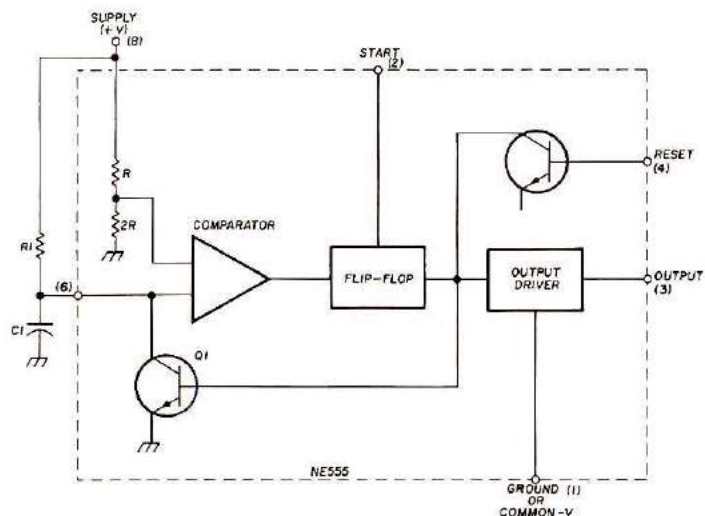 SUPPLY
(+V)
(8)
START
(2)
RESET
(4)
R
2R
COMPARATOR
R1
(6)
FLIP-FLOP
OUTPUT
DRIVER
OUTPUT
(3)
C1
Q1
NE555
GROUND (1)
OR
COMMON -V